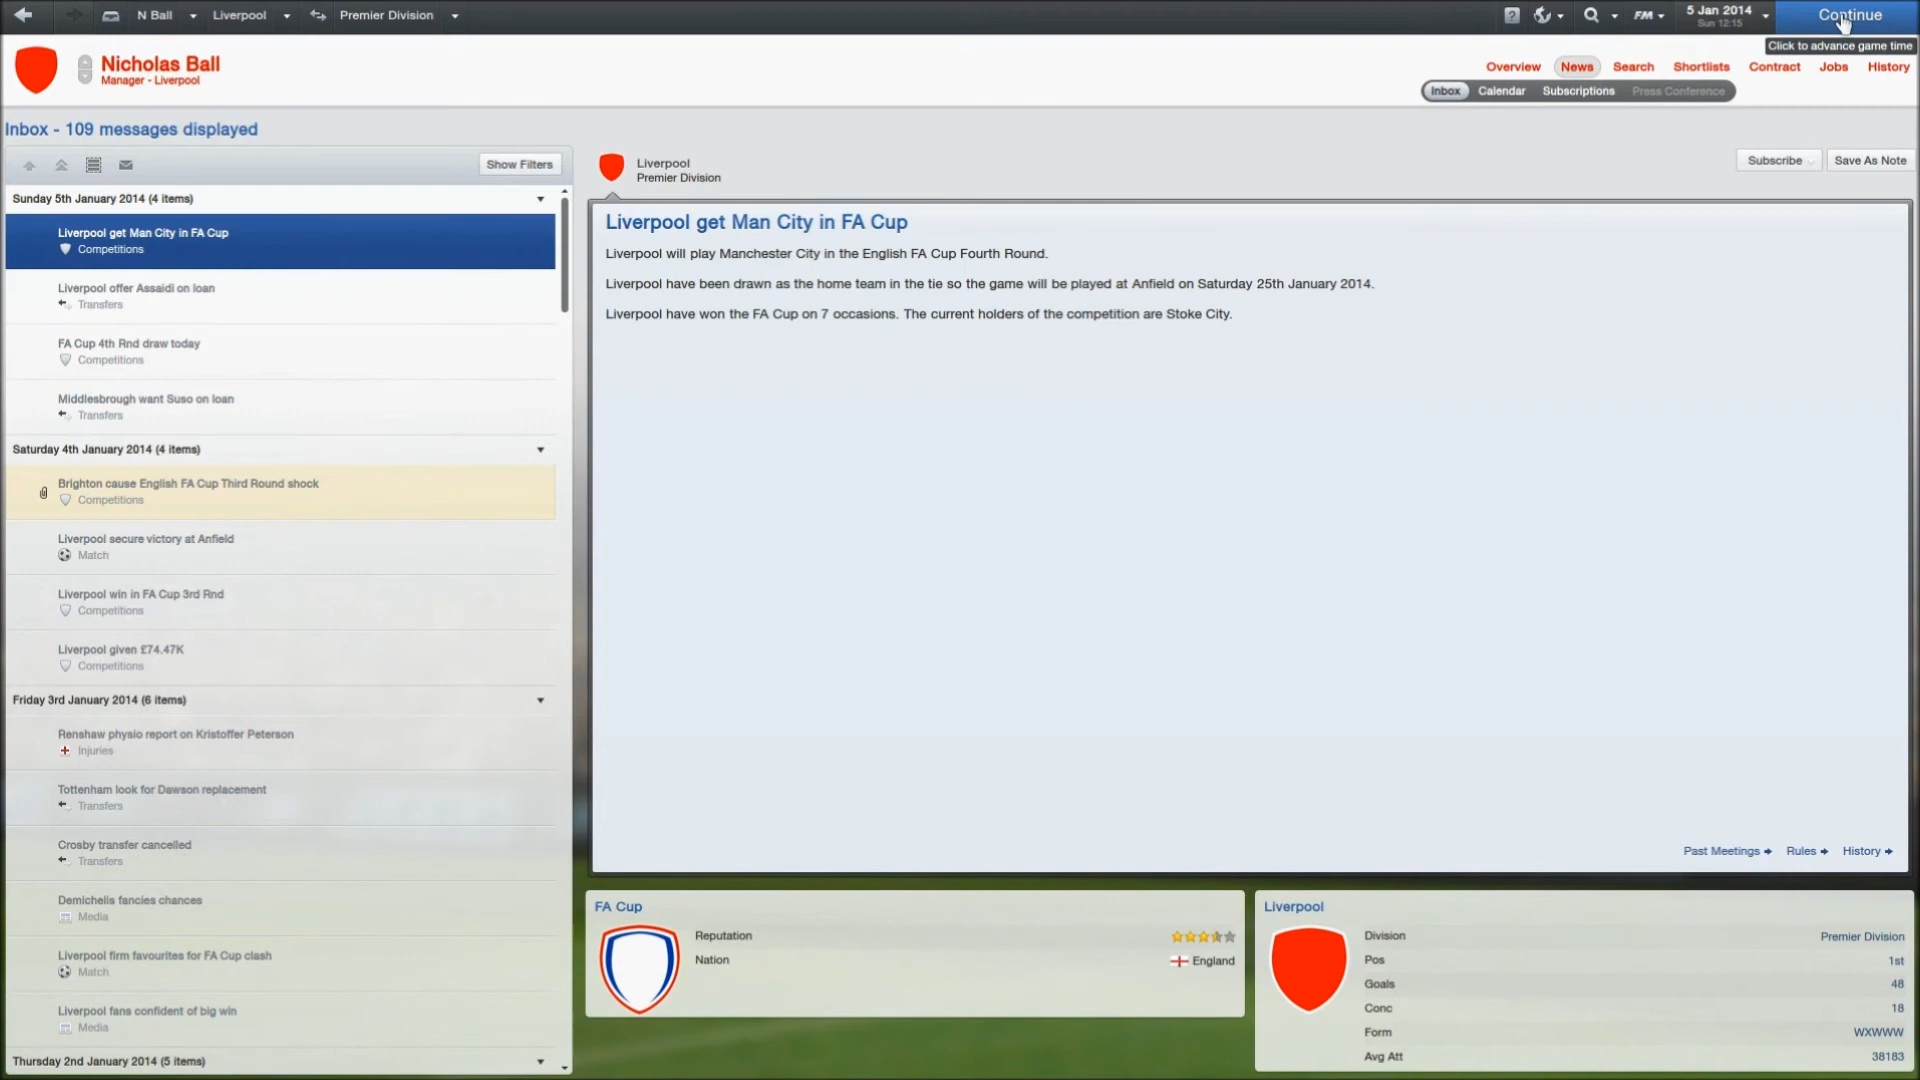 N Ball
Liverpool
Premier Division
FM
5 Jan 2014
Sun 12:15
Continue
Click to advance game time
Nicholas Ball
Manager - Liverpool
Overview
News
Search
Shortlists
Contract
Jobs
History
Inbox
Calendar
Subscriptions
Press Conference
Inbox - 109 messages displayed
Show Filters
Sunday 5th January 2014 (4 items)
Liverpool get Man City in FA Cup
Competitions
Liverpool offer Assaidi on loan
Transfers
FA Cup 4th Rnd draw today
Competitions
Middlesbrough want Suso on loan
Transfers
Saturday 4th January 2014 (4 items)
Brighton cause English FA Cup Third Round shock
Competitions
Liverpool secure victory at Anfield
Match
Liverpool win in FA Cup 3rd Rnd
Competitions
Liverpool given £74.47K
Competitions
Friday 3rd January 2014 (6 items)
Renshaw physio report on Kristoffer Peterson
Injuries
Tottenham look for Dawson replacement
Transfers
Crosby transfer cancelled
Transfers
Demichelis fancies chances
Media
Liverpool firm favourites for FA Cup clash
Match
Liverpool fans confident of big win
Media
Thursday 2nd January 2014 (5 items)
Liverpool
Premier Division
Subscribe
Save As Note
Liverpool get Man City in FA Cup
Liverpool will play Manchester City in the English FA Cup Fourth Round.
Liverpool have been drawn as the home team in the tie so the game will be played at Anfield on Saturday 25th January 2014.
Liverpool have won the FA Cup on 7 occasions. The current holders of the competition are Stoke City.
Past Meetings
Rules
History
FA Cup
Reputation
Nation
England
Liverpool
Division Premier Division
Pos 1st
Goals 48
Conc 18
Form WXWWW
Avg Att 38183